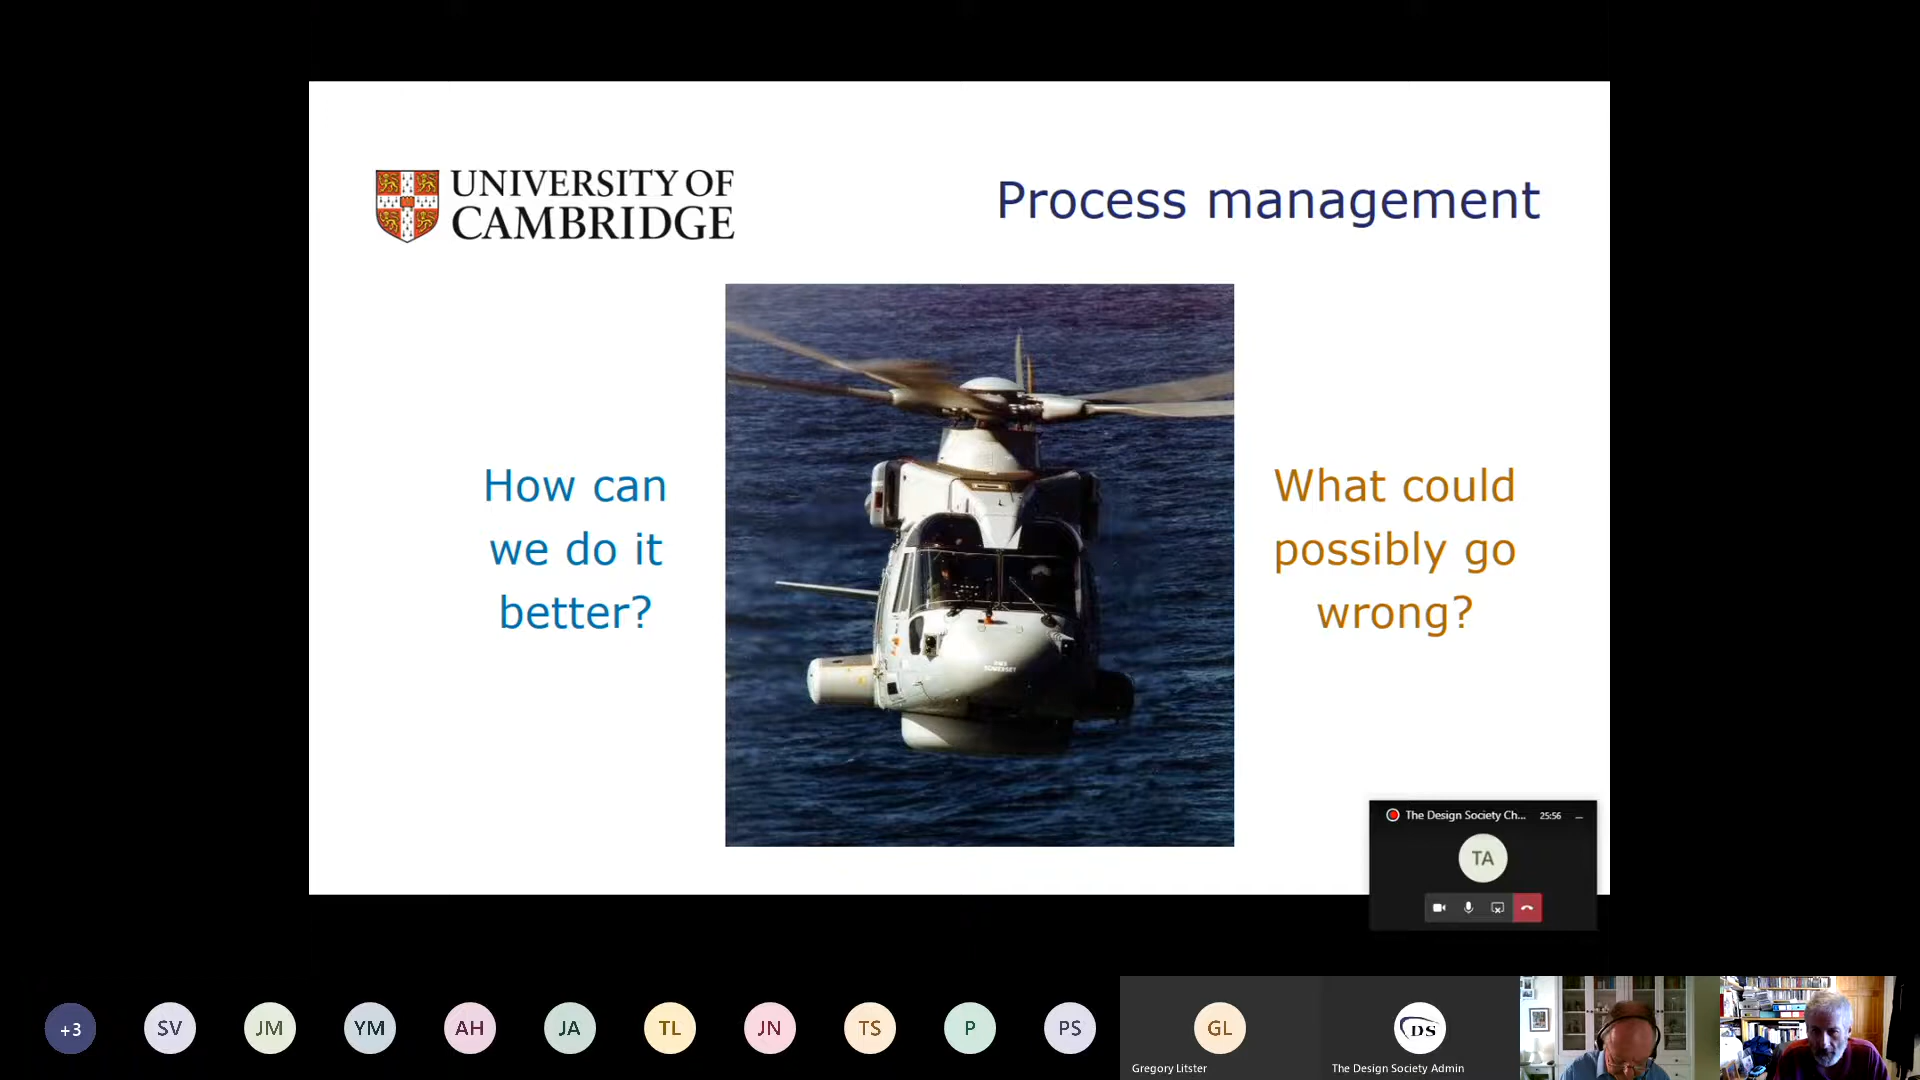 UNIVERSITY OF
CAMBRIDGE
Process management
How can
we do it
better?
What could
possibly go
wrong?
HMS
SOMERSET
The Design Society Ch... 25:56
TA
+3
SV
JM
YM
AH
JA
TL
JN
TS
P
PS
GL
DS
Gregory Litster
The Design Society Admin